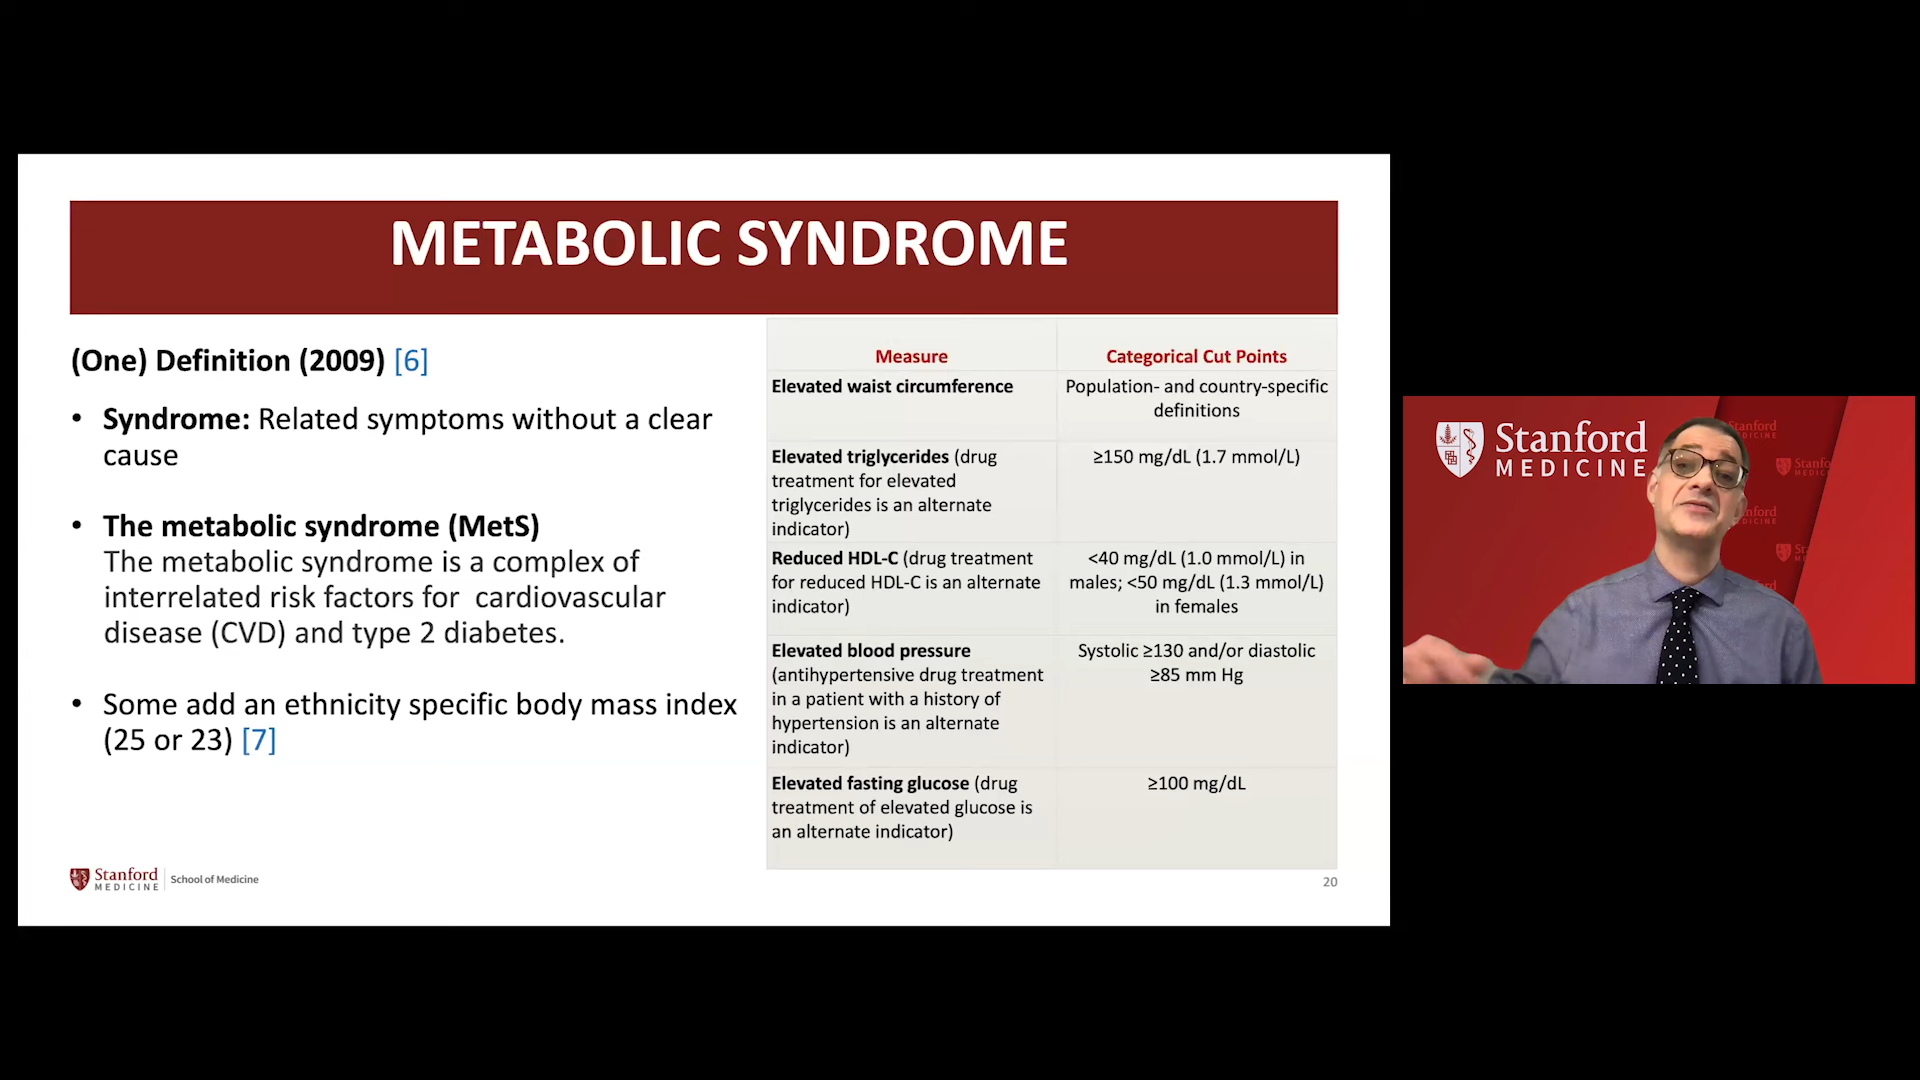 METABOLIC SYNDROME
(One) Definition (2009) [6]
• Syndrome: Related symptoms without a clear
cause
• The metabolic syndrome (MetS)
The metabolic syndrome is a complex of
interrelated risk factors for cardiovascular
disease (CVD) and type 2 diabetes.
• Some add an ethnicity specific body mass index
(25 or 23) [7]
Measure
Categorical Cut Points
Elevated waist circumference
Population- and country-specific
definitions
Elevated triglycerides (drug
treatment for elevated
triglycerides is an alternate
indicator)
≥150 mg/dL (1.7 mmol/L)
Reduced HDL-C (drug treatment
for reduced HDL-C is an alternate
indicator)
<40 mg/dL (1.0 mmol/L) in
males; <50 mg/dL (1.3 mmol/L)
in females
Elevated blood pressure
(antihypertensive drug treatment
in a patient with a history of
hypertension is an alternate
indicator)
Systolic ≥130 and/or diastolic
≥85 mm Hg
Elevated fasting glucose (drug
treatment of elevated glucose is
an alternate indicator)
≥100 mg/dL
Stanford
MEDICINE
School of Medicine
20
Stanford
MEDICINE